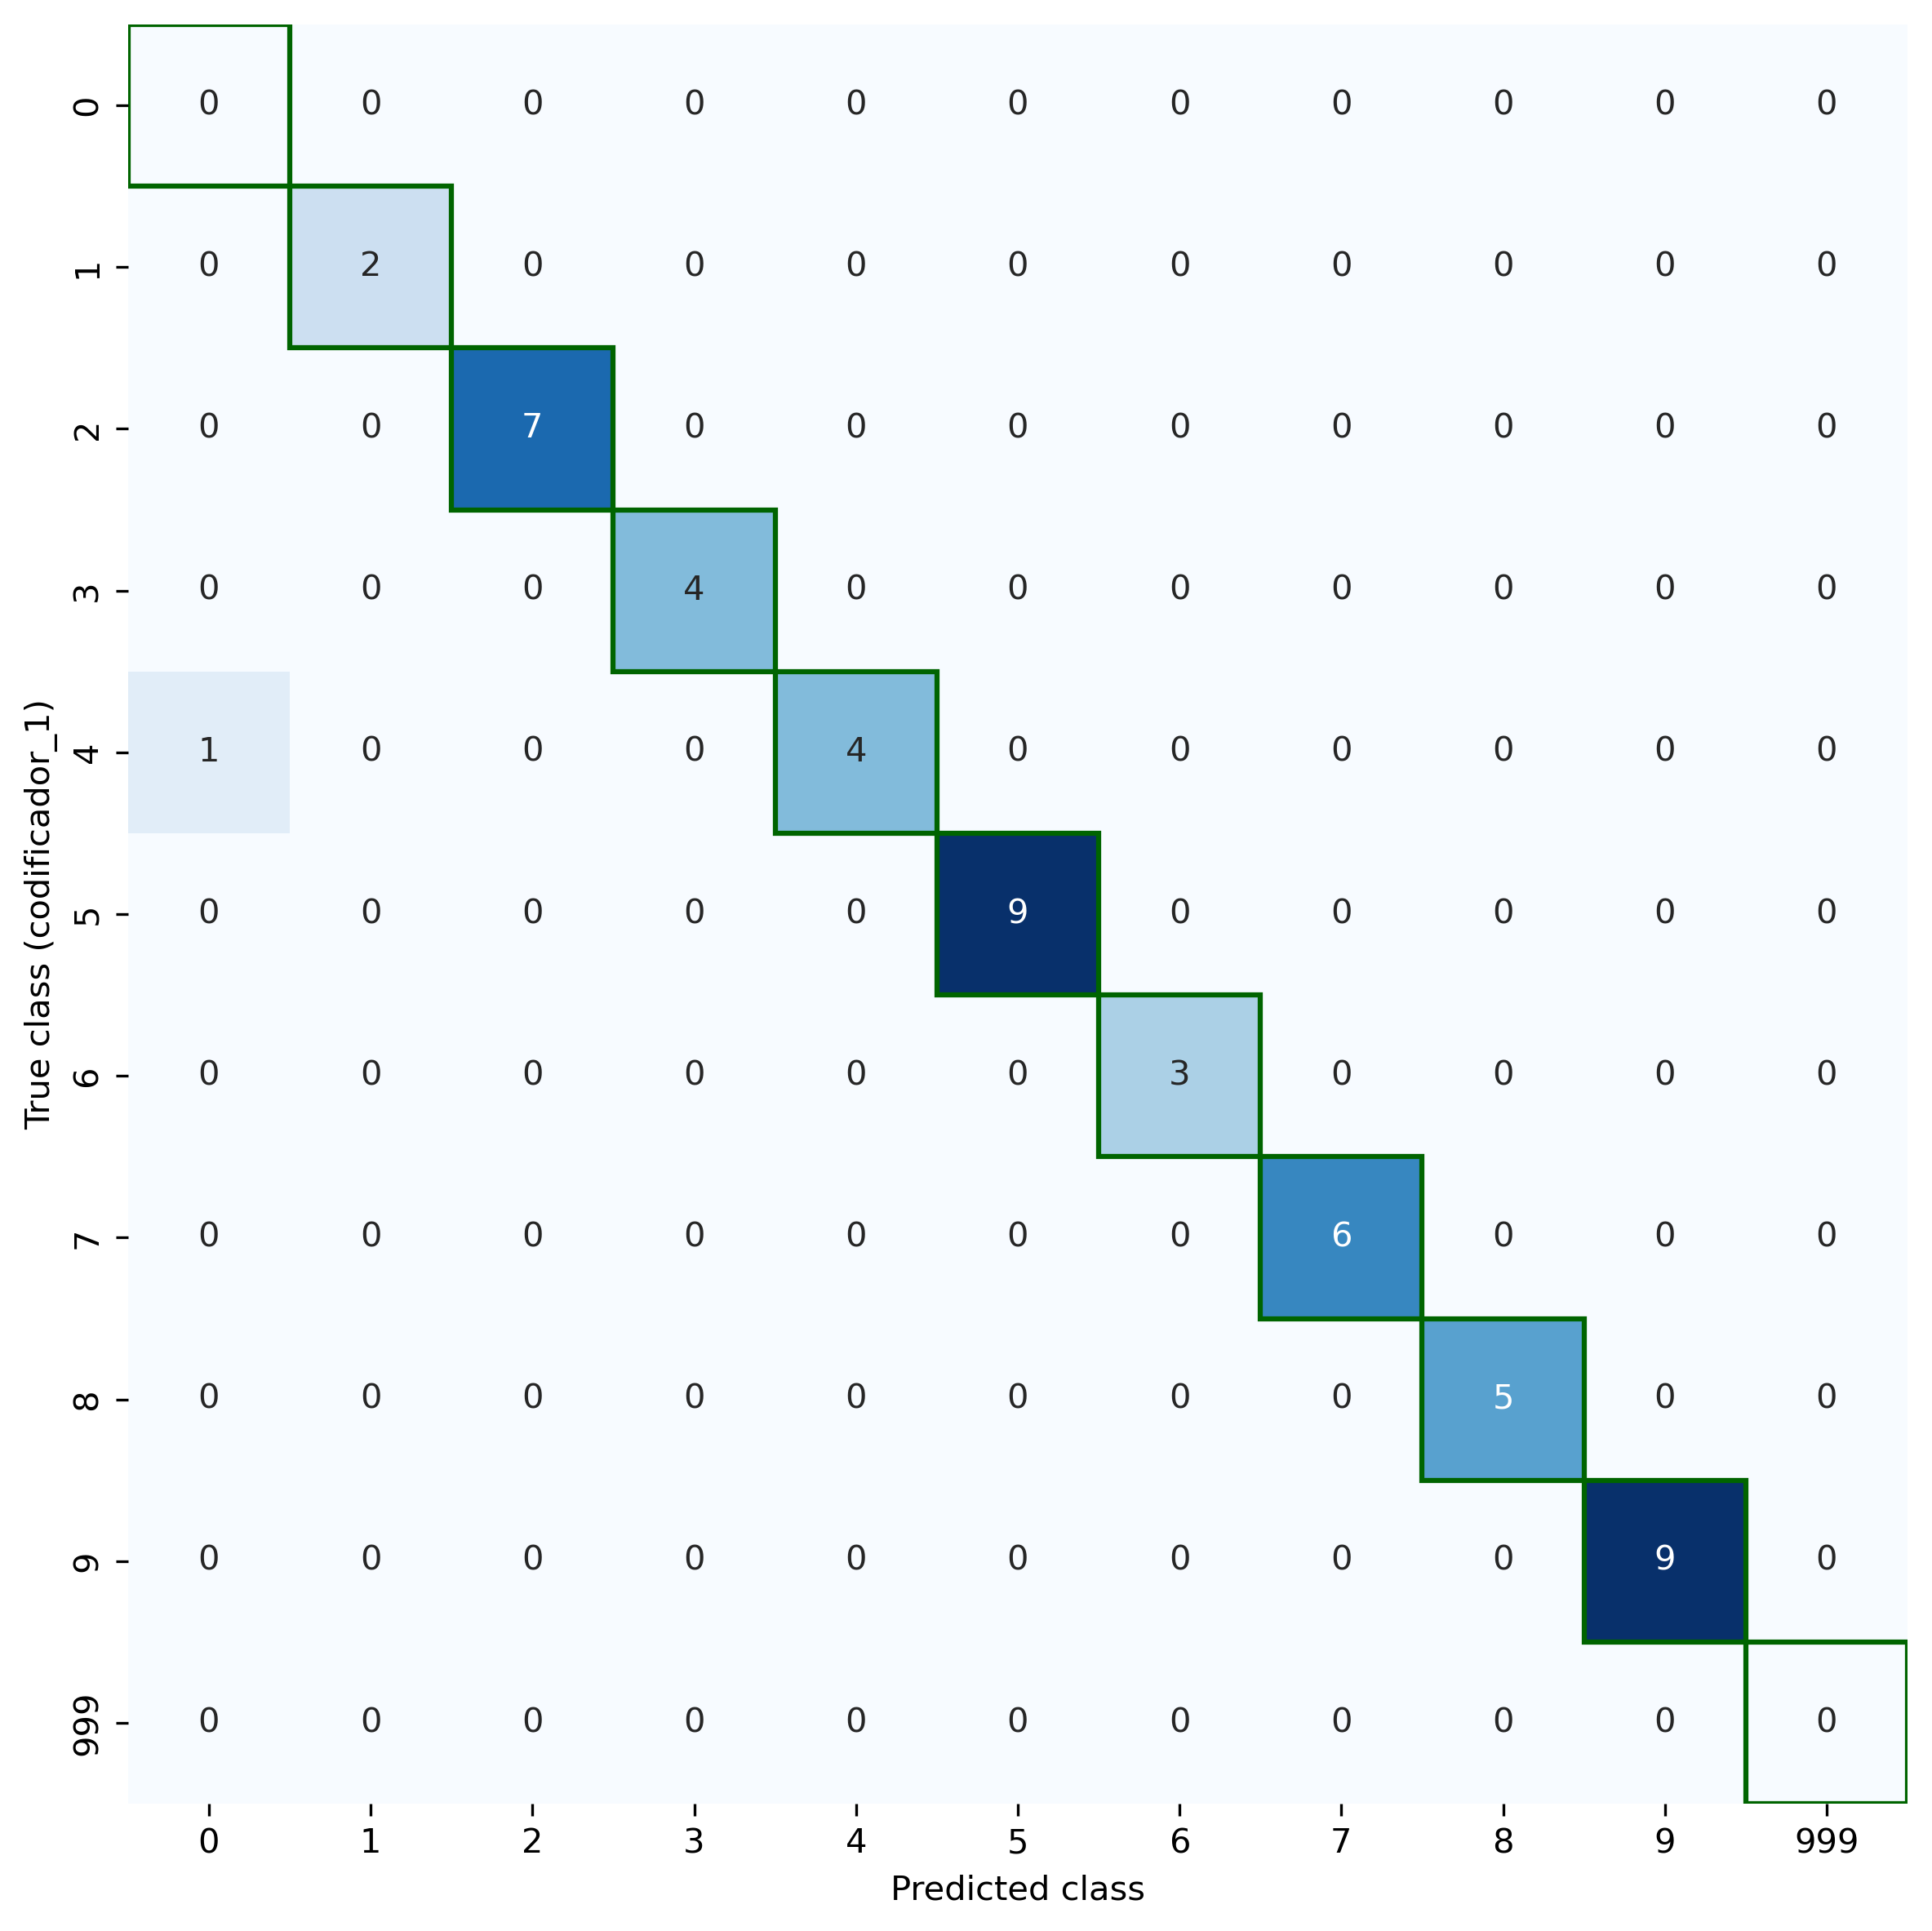 0 0 0 0 0 0 0 0 0 0 0 0
1 0 2 0 0 0 0 0 0 0 0 0
2 0 0 7 0 0 0 0 0 0 0 0
3 0 0 0 4 0 0 0 0 0 0 0
4 1 0 0 0 4 0 0 0 0 0 0
5 0 0 0 0 0 9 0 0 0 0 0
6 0 0 0 0 0 0 3 0 0 0 0
7 0 0 0 0 0 0 0 6 0 0 0
8 0 0 0 0 0 0 0 0 5 0 0
9 0 0 0 0 0 0 0 0 0 9 0
999 0 0 0 0 0 0 0 0 0 0 0
True class (codificador_1)
0 1 2 3 4 5 6 7 8 9 999
Predicted class